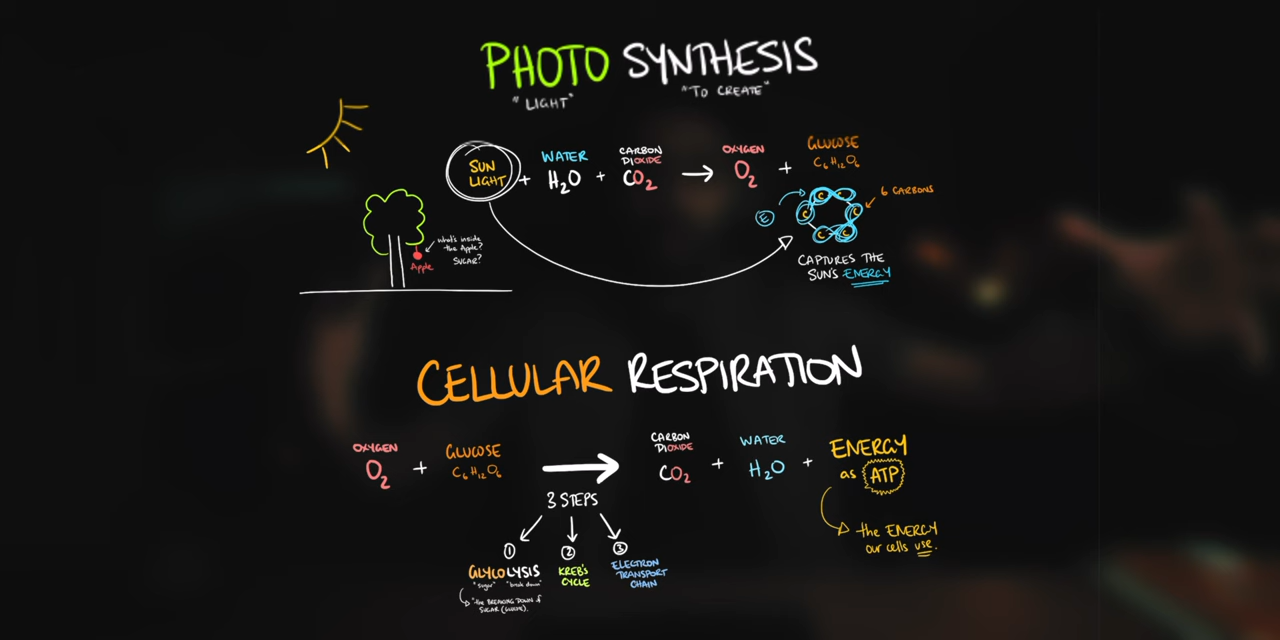 PHOTO SYNTHESIS
"LIGHT" "TO CREATE"
SUN LIGHT + WATER H2O + CARBON DIOXIDE CO2 → OXYGEN O2 + GLUCOSE C6H12O6
E
C C C C C C
6 CARBONS
CAPTURES THE
SUN'S ENERGY
what's inside
the Apple?
SUGAR?
Apple
CELLULAR RESPIRATION
OXYGEN O2 + GLUCOSE C6H12O6 → CARBON DIOXIDE CO2 + WATER H2O + ENERGY as ATP
3 STEPS
the ENERGY
our cells use.
1 GLYCOLYSIS
"sugar" "break down"
"the BREAKING DOWN of
SUGAR (GLUCOSE).
2 KREB'S
CYCLE
3 ELECTRON
TRANSPORT
CHAIN